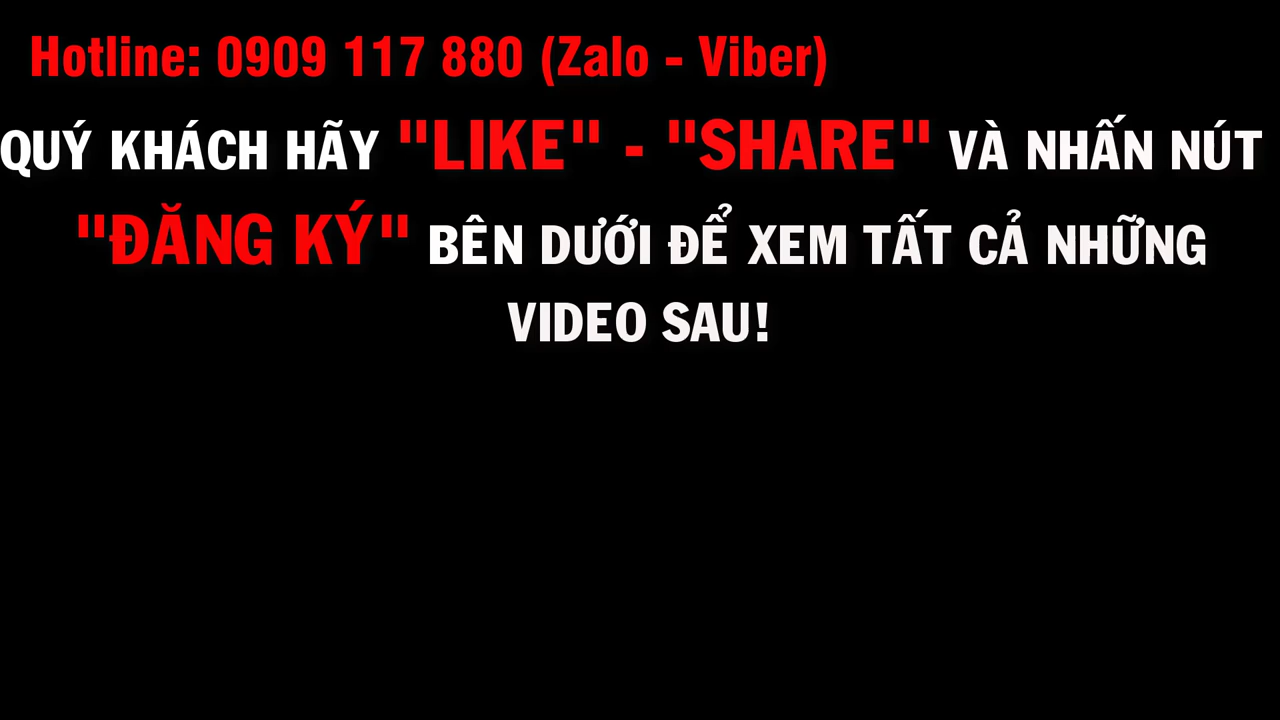 Hotline: 0909 117 880 (Zalo - Viber)
QUÝ KHÁCH HÃY "LIKE" - "SHARE" VÀ NHẤN NÚT
"ĐĂNG KÝ" BÊN DƯỚI ĐỂ XEM TẤT CẢ NHỮNG
VIDEO SAU!